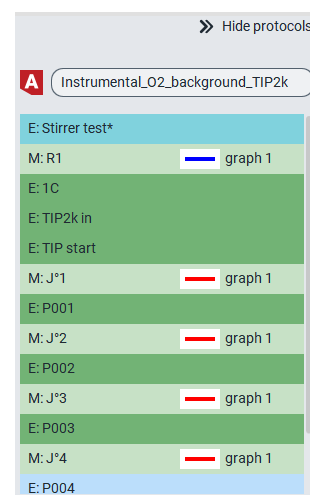 Hide protocols
A Instrumental_O2_background_TIP2k
E: Stirrer test*
M: R1 graph 1
E: 1C
E: TIP2k in
E: TIP start
M: J°1 graph 1
E: P001
M: J°2 graph 1
E: P002
M: J°3 graph 1
E: P003
M: J°4 graph 1
E: P004